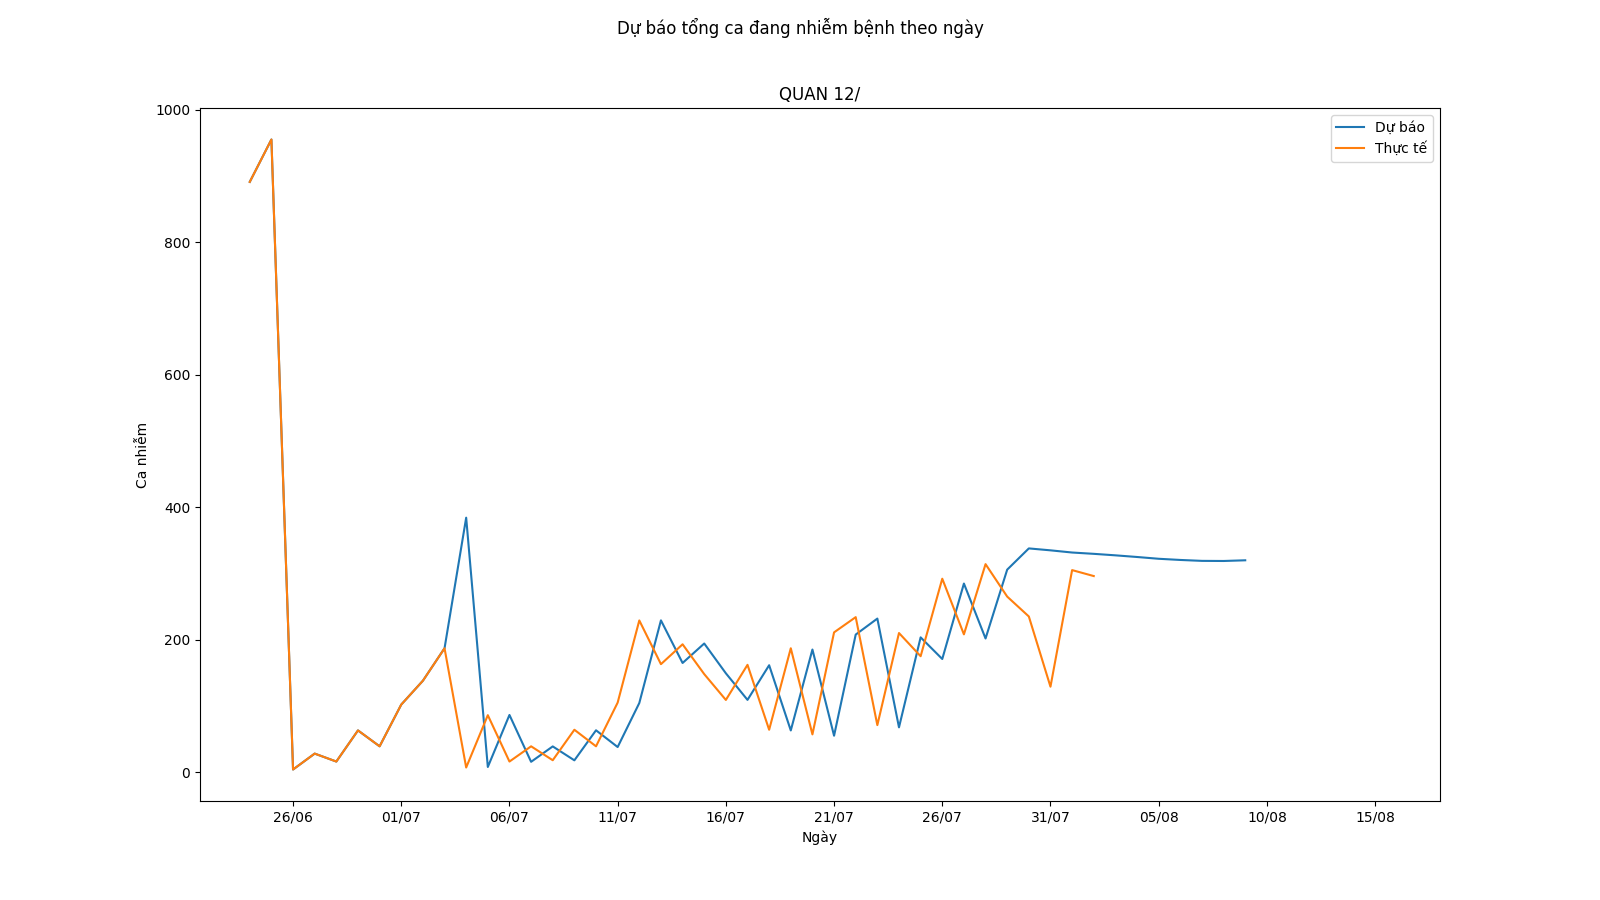 Dự báo tổng ca đang nhiễm bệnh theo ngày
QUAN 12/
1000
800
600
400
200
0
Ca nhiễm
Dự báo
Thực tế
26/06 01/07 06/07 11/07 16/07 21/07 26/07 31/07 05/08 10/08 15/08
Ngày